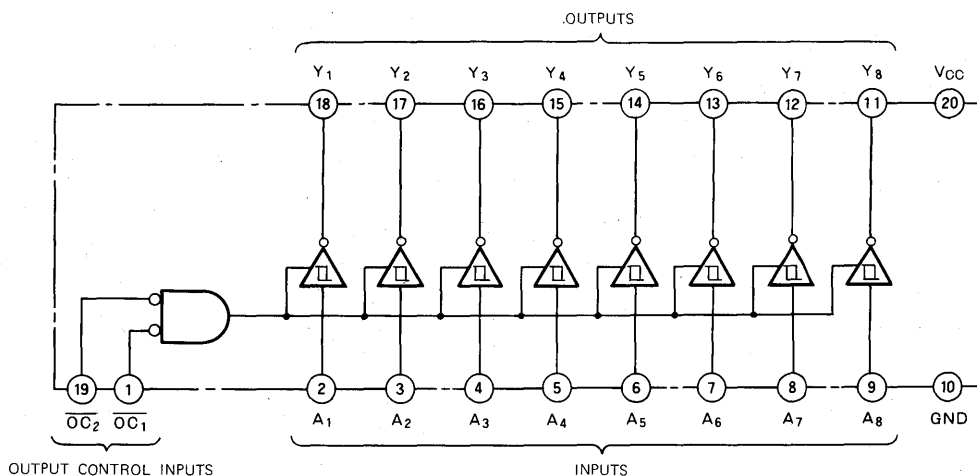 .OUTPUTS
Y1 Y2 Y3 Y4 Y5 Y6 Y7 Y8 VCC
18 17 16 15 14 13 12 11 20
19 1 2 3 4 5 6 7 8 9 10
OC2 OC1 A1 A2 A3 A4 A5 A6 A7 A8 GND
OUTPUT CONTROL INPUTS INPUTS